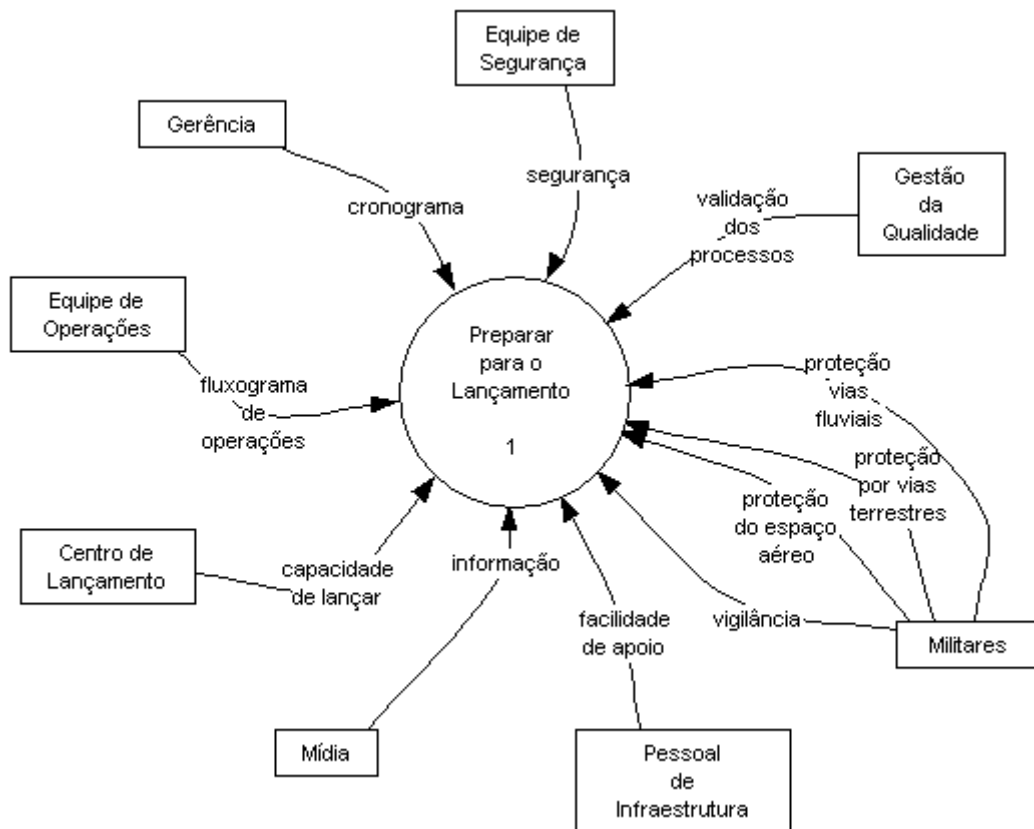 Equipe de
Segurança
Gerência
segurança
cronograma
Gestão
da
Qualidade
validação
dos
processos
Equipe de
Operações
fluxograma
de
operações
Preparar
para o
Lançamento
1
proteção
vias
fluviais
proteção
por vias
terrestres
proteção
do espaço
aéreo
Centro de
Lançamento
capacidade
de lançar
informação
facilidade
de apoio
vigilância
Militares
Mídia
Pessoal
de
Infraestrutura